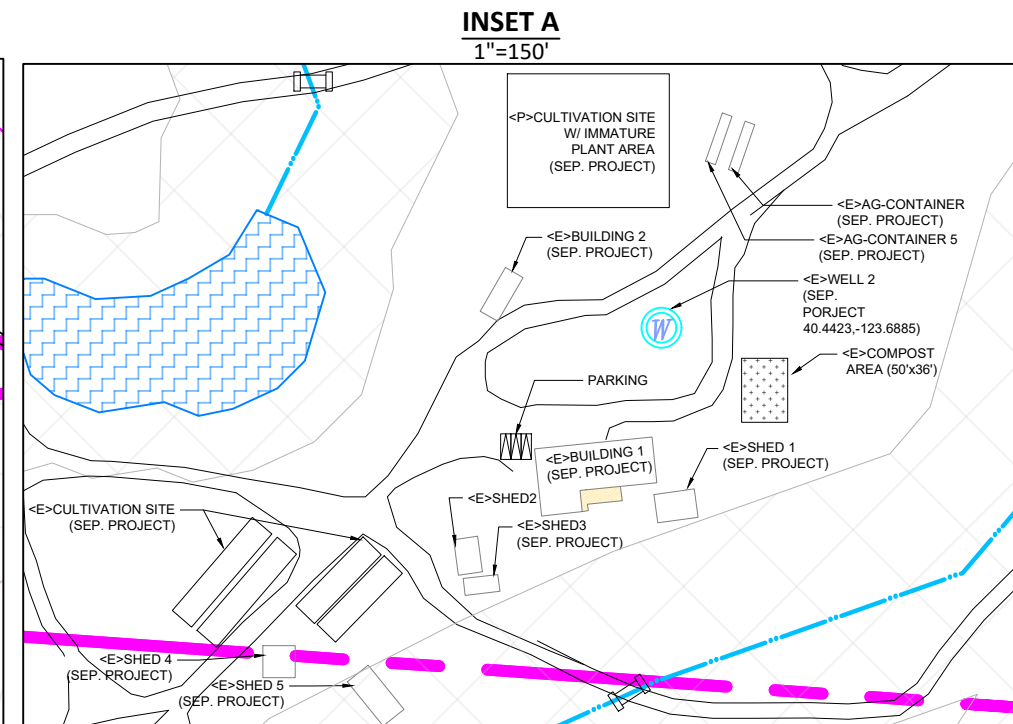 INSET A
1"=150'
<P>CULTIVATION SITE
W/ IMMATURE
PLANT AREA
(SEP. PROJECT)
<E>AG-CONTAINER
(SEP. PROJECT)
<E>BUILDING 2
(SEP. PROJECT)
<E>AG-CONTAINER 5
(SEP. PROJECT)
<E>WELL 2
(SEP.
PORJECT
40.4423,-123.6885)
W
<E>COMPOST
AREA (50'x36')
PARKING
<E>BUILDING 1
(SEP. PROJECT)
<E>SHED 1
(SEP. PROJECT)
<E>SHED2
<E>CULTIVATION SITE
(SEP. PROJECT)
<E>SHED3
(SEP. PROJECT)
<E>SHED 4
(SEP. PROJECT)
<E>SHED 5
(SEP. PROJECT)